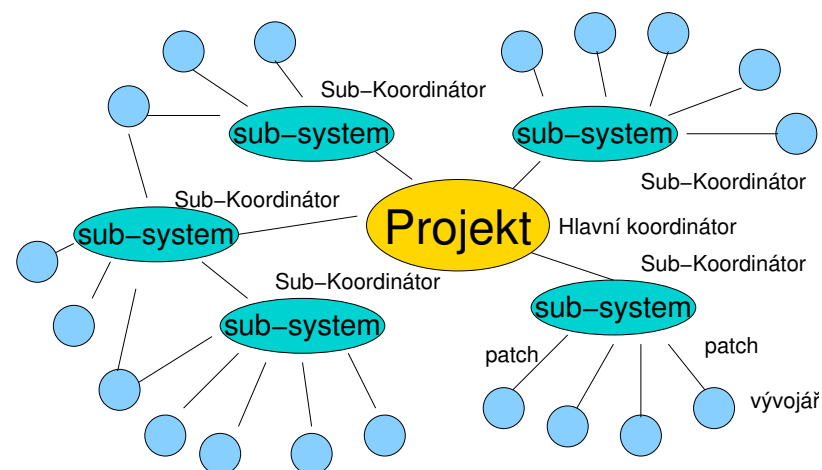 Sub−Koordinátor
sub−system
sub−system
Sub−Koordinátor
Sub−Koordinátor
sub−system
Projekt
Hlavní koordinátor
Sub−Koordinátor
Sub−Koordinátor
sub−system
sub−system
patch
patch
vývojář